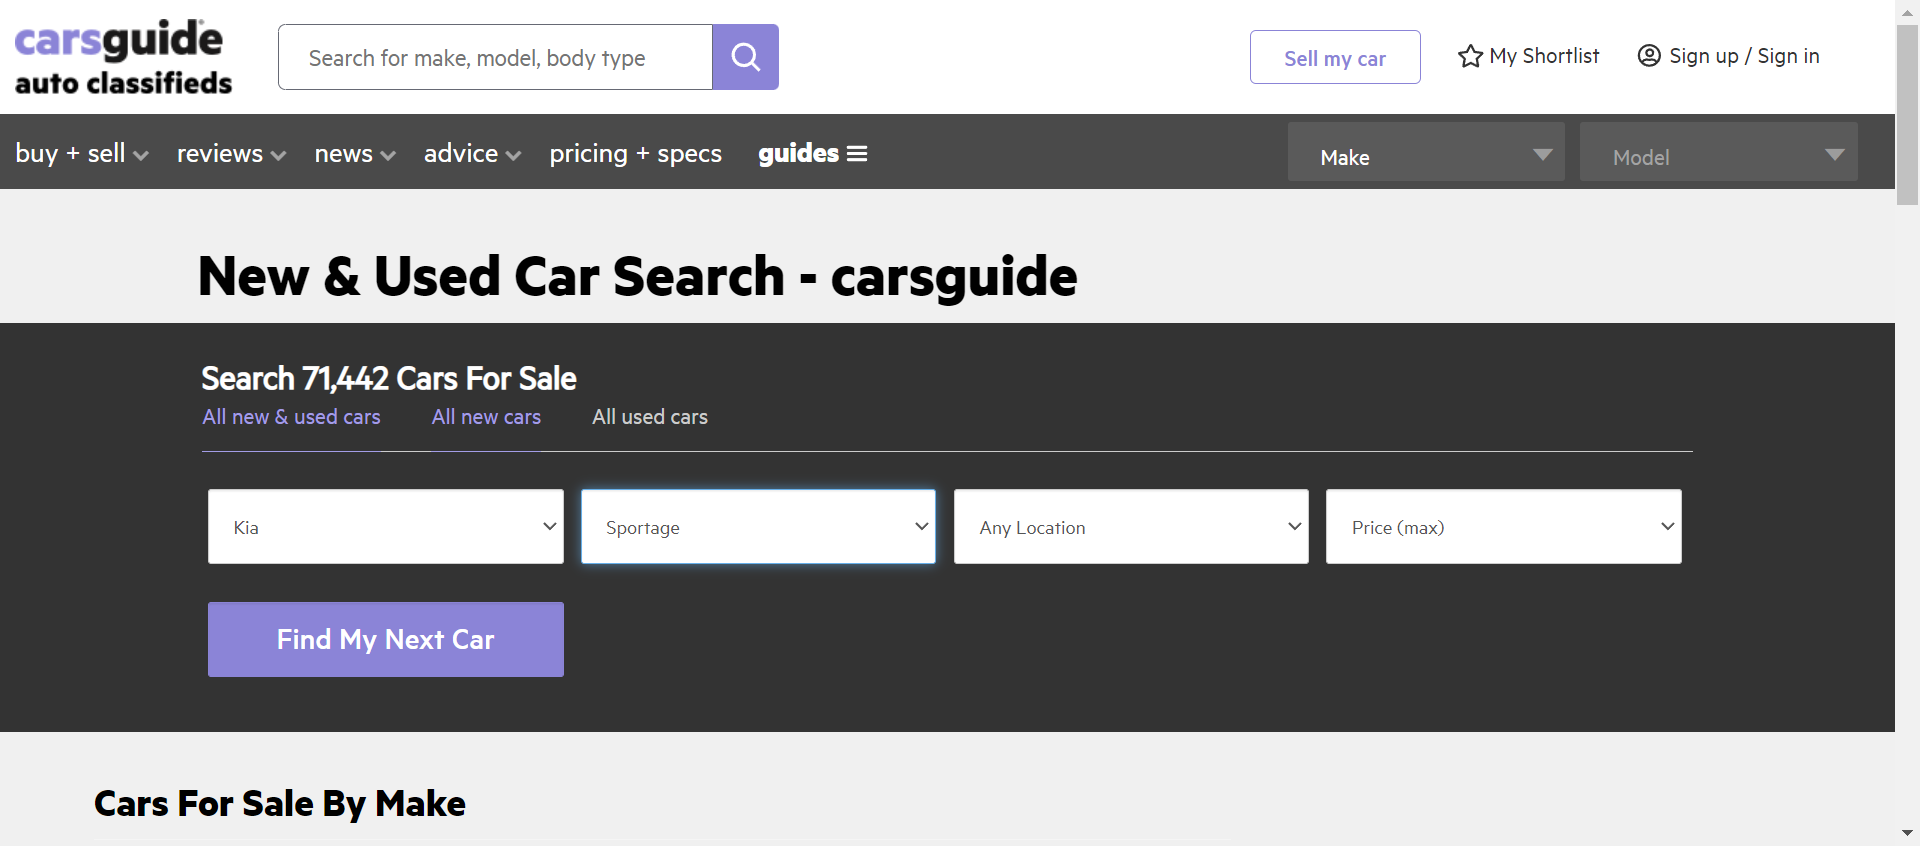 carsguide
auto classifieds
Search for make, model, body type
Sell my car
My Shortlist
Sign up / Sign in
buy + sell
reviews
news
advice
pricing + specs
guides
Make
Model
New & Used Car Search - carsguide
Search 71,442 Cars For Sale
All new & used cars
All new cars
All used cars
Kia
Sportage
Any Location
Price (max)
Find My Next Car
Cars For Sale By Make